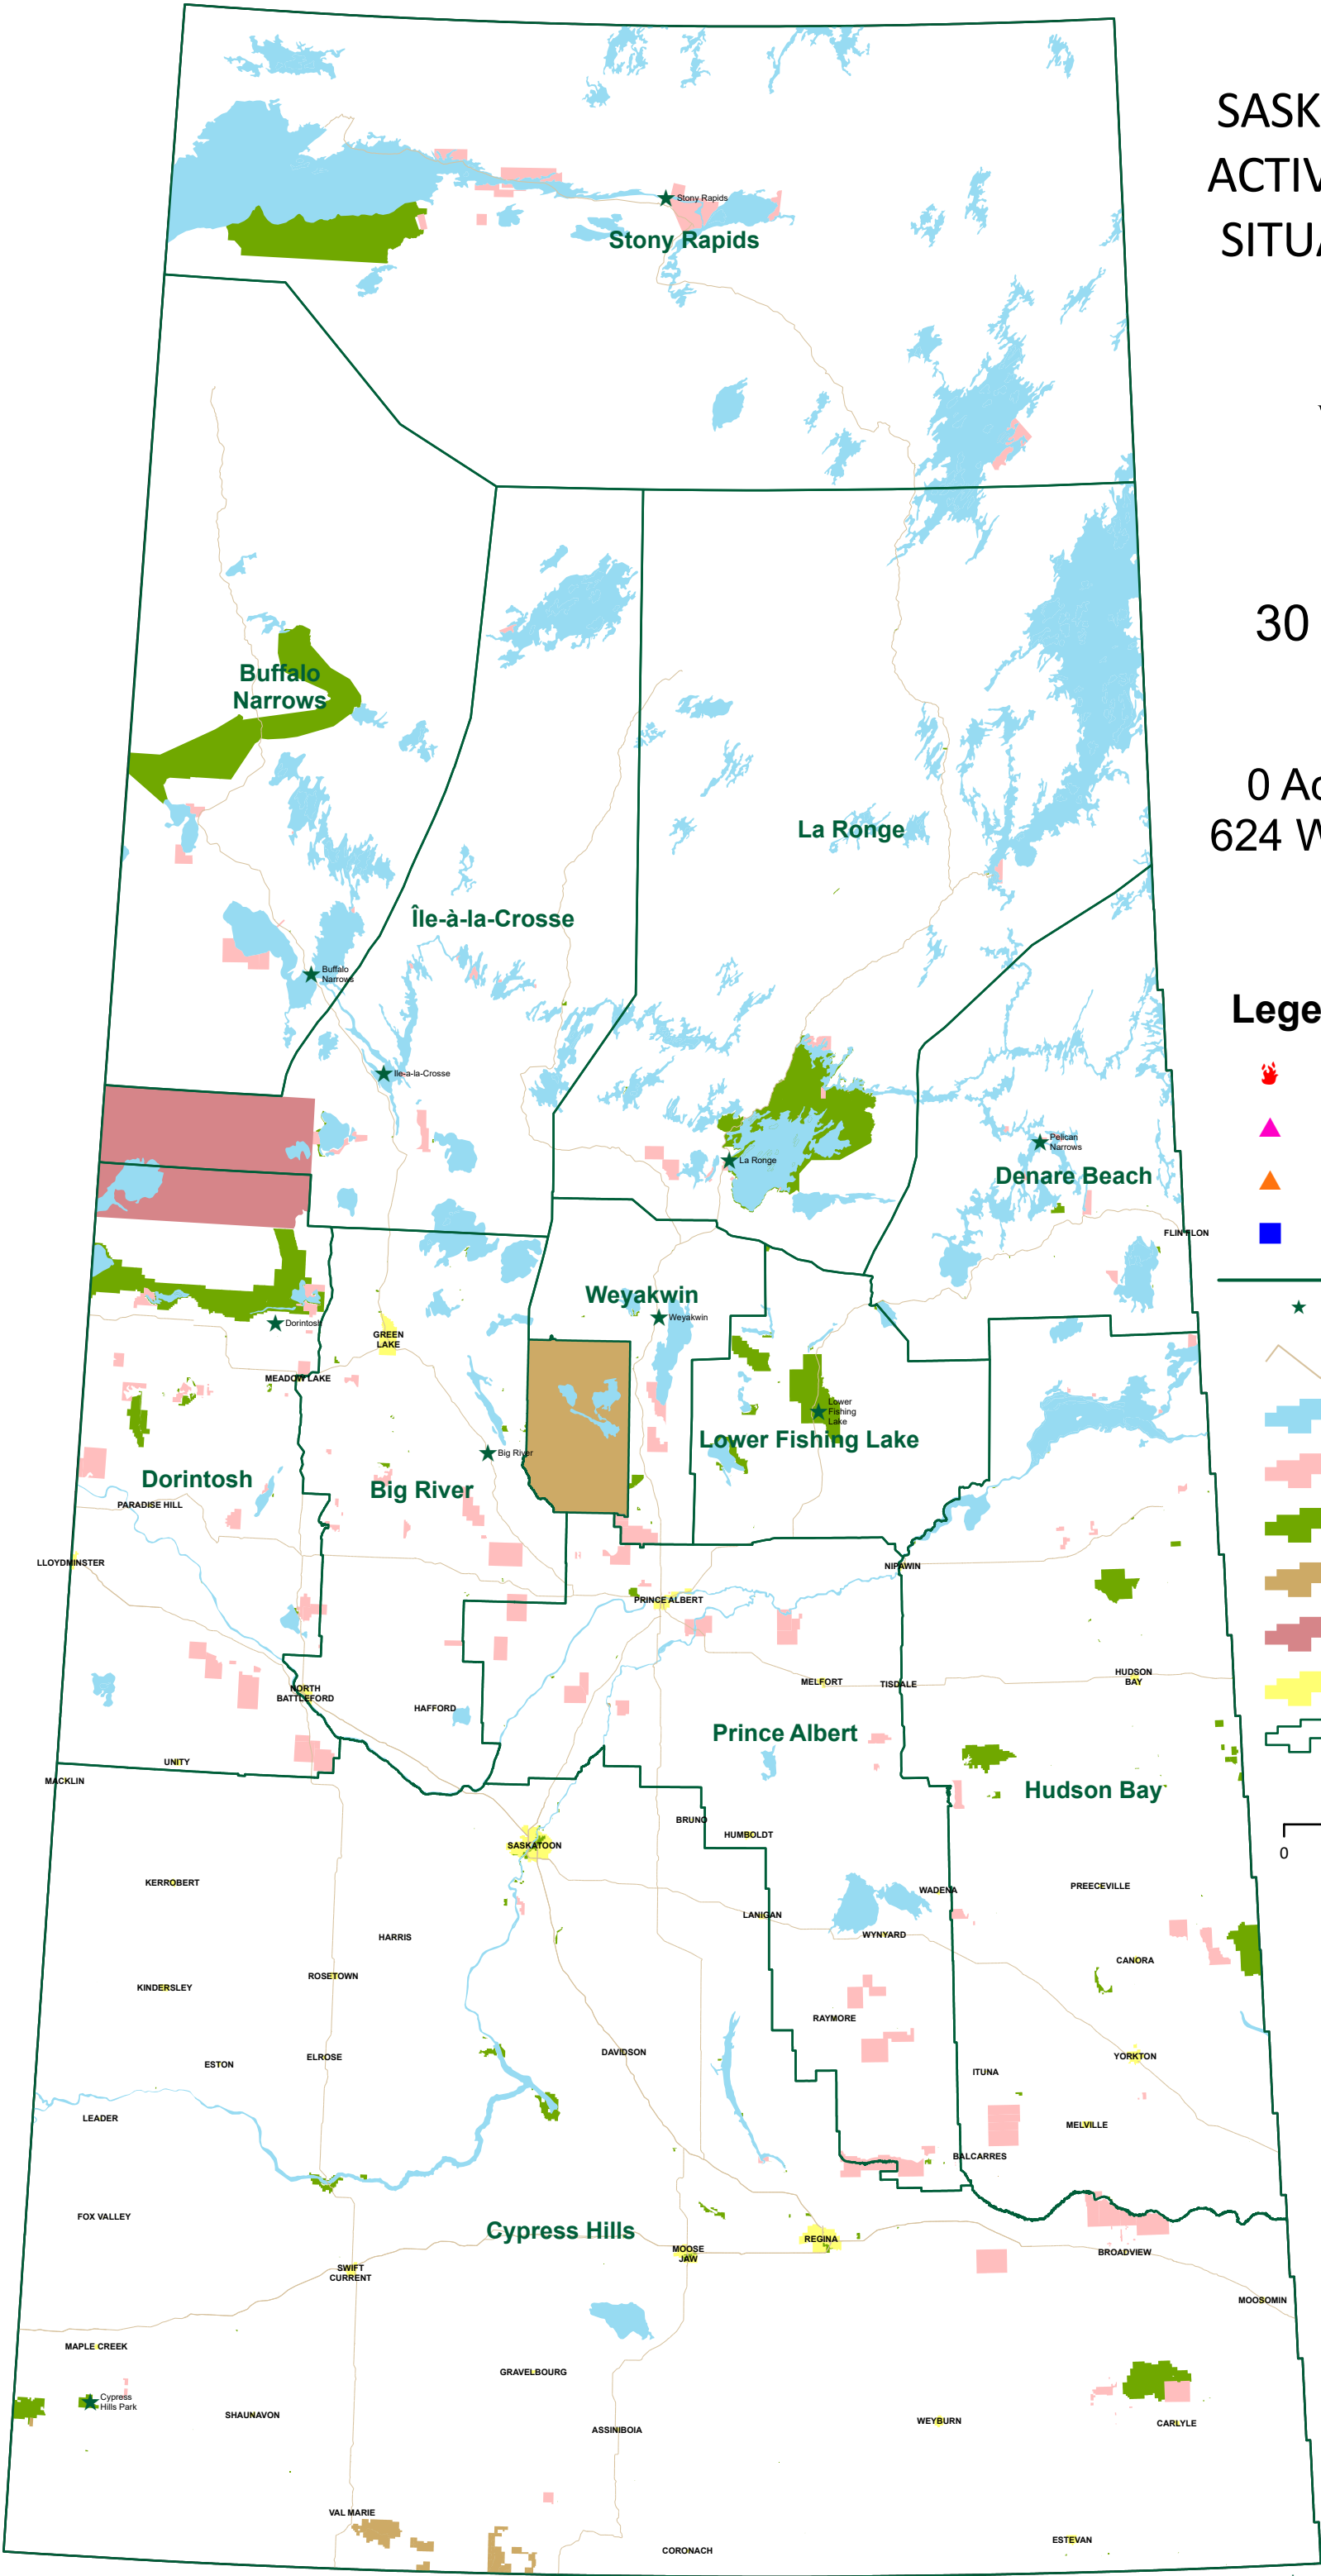 SASK
ACTIV
SITUA
Stony Rapids
Stony Rapids
30
Buffalo
Narrows
0 Ac
624 W
La Ronge
Île-à-la-Crosse
Buffalo
Narrows
Lege
Ile-a-la-Crosse
Pelican
Narrows
La Ronge
Denare Beach
FLIN FLON
Weyakwin
Weyakwin
Dorintosh
GREEN
LAKE
MEADOW LAKE
Lower
Fishing
Lake
Lower Fishing Lake
Big River
Dorintosh
Big River
PARADISE HILL
LLOYDMINSTER
NIPAWIN
PRINCE ALBERT
HUDSON
BAY
MELFORT
TISDALE
NORTH
BATTLEFORD
HAFFORD
Prince Albert
UNITY
MACKLIN
Hudson Bay
BRUNO
HUMBOLDT
SASKATOON
0
KERROBERT
PREECEVILLE
WADENA
LANIGAN
WYNYARD
HARRIS
CANORA
ROSETOWN
KINDERSLEY
RAYMORE
DAVIDSON
YORKTON
ELROSE
ESTON
ITUNA
LEADER
MELVILLE
BALCARRES
FOX VALLEY
Cypress Hills
REGINA
MOOSE
JAW
BROADVIEW
SWIFT
CURRENT
MOOSOMIN
MAPLE CREEK
GRAVELBOURG
Cypress
Hills Park
SHAUNAVON
WEYBURN
CARLYLE
ASSINIBOIA
VAL MARIE
ESTEVAN
CORONACH